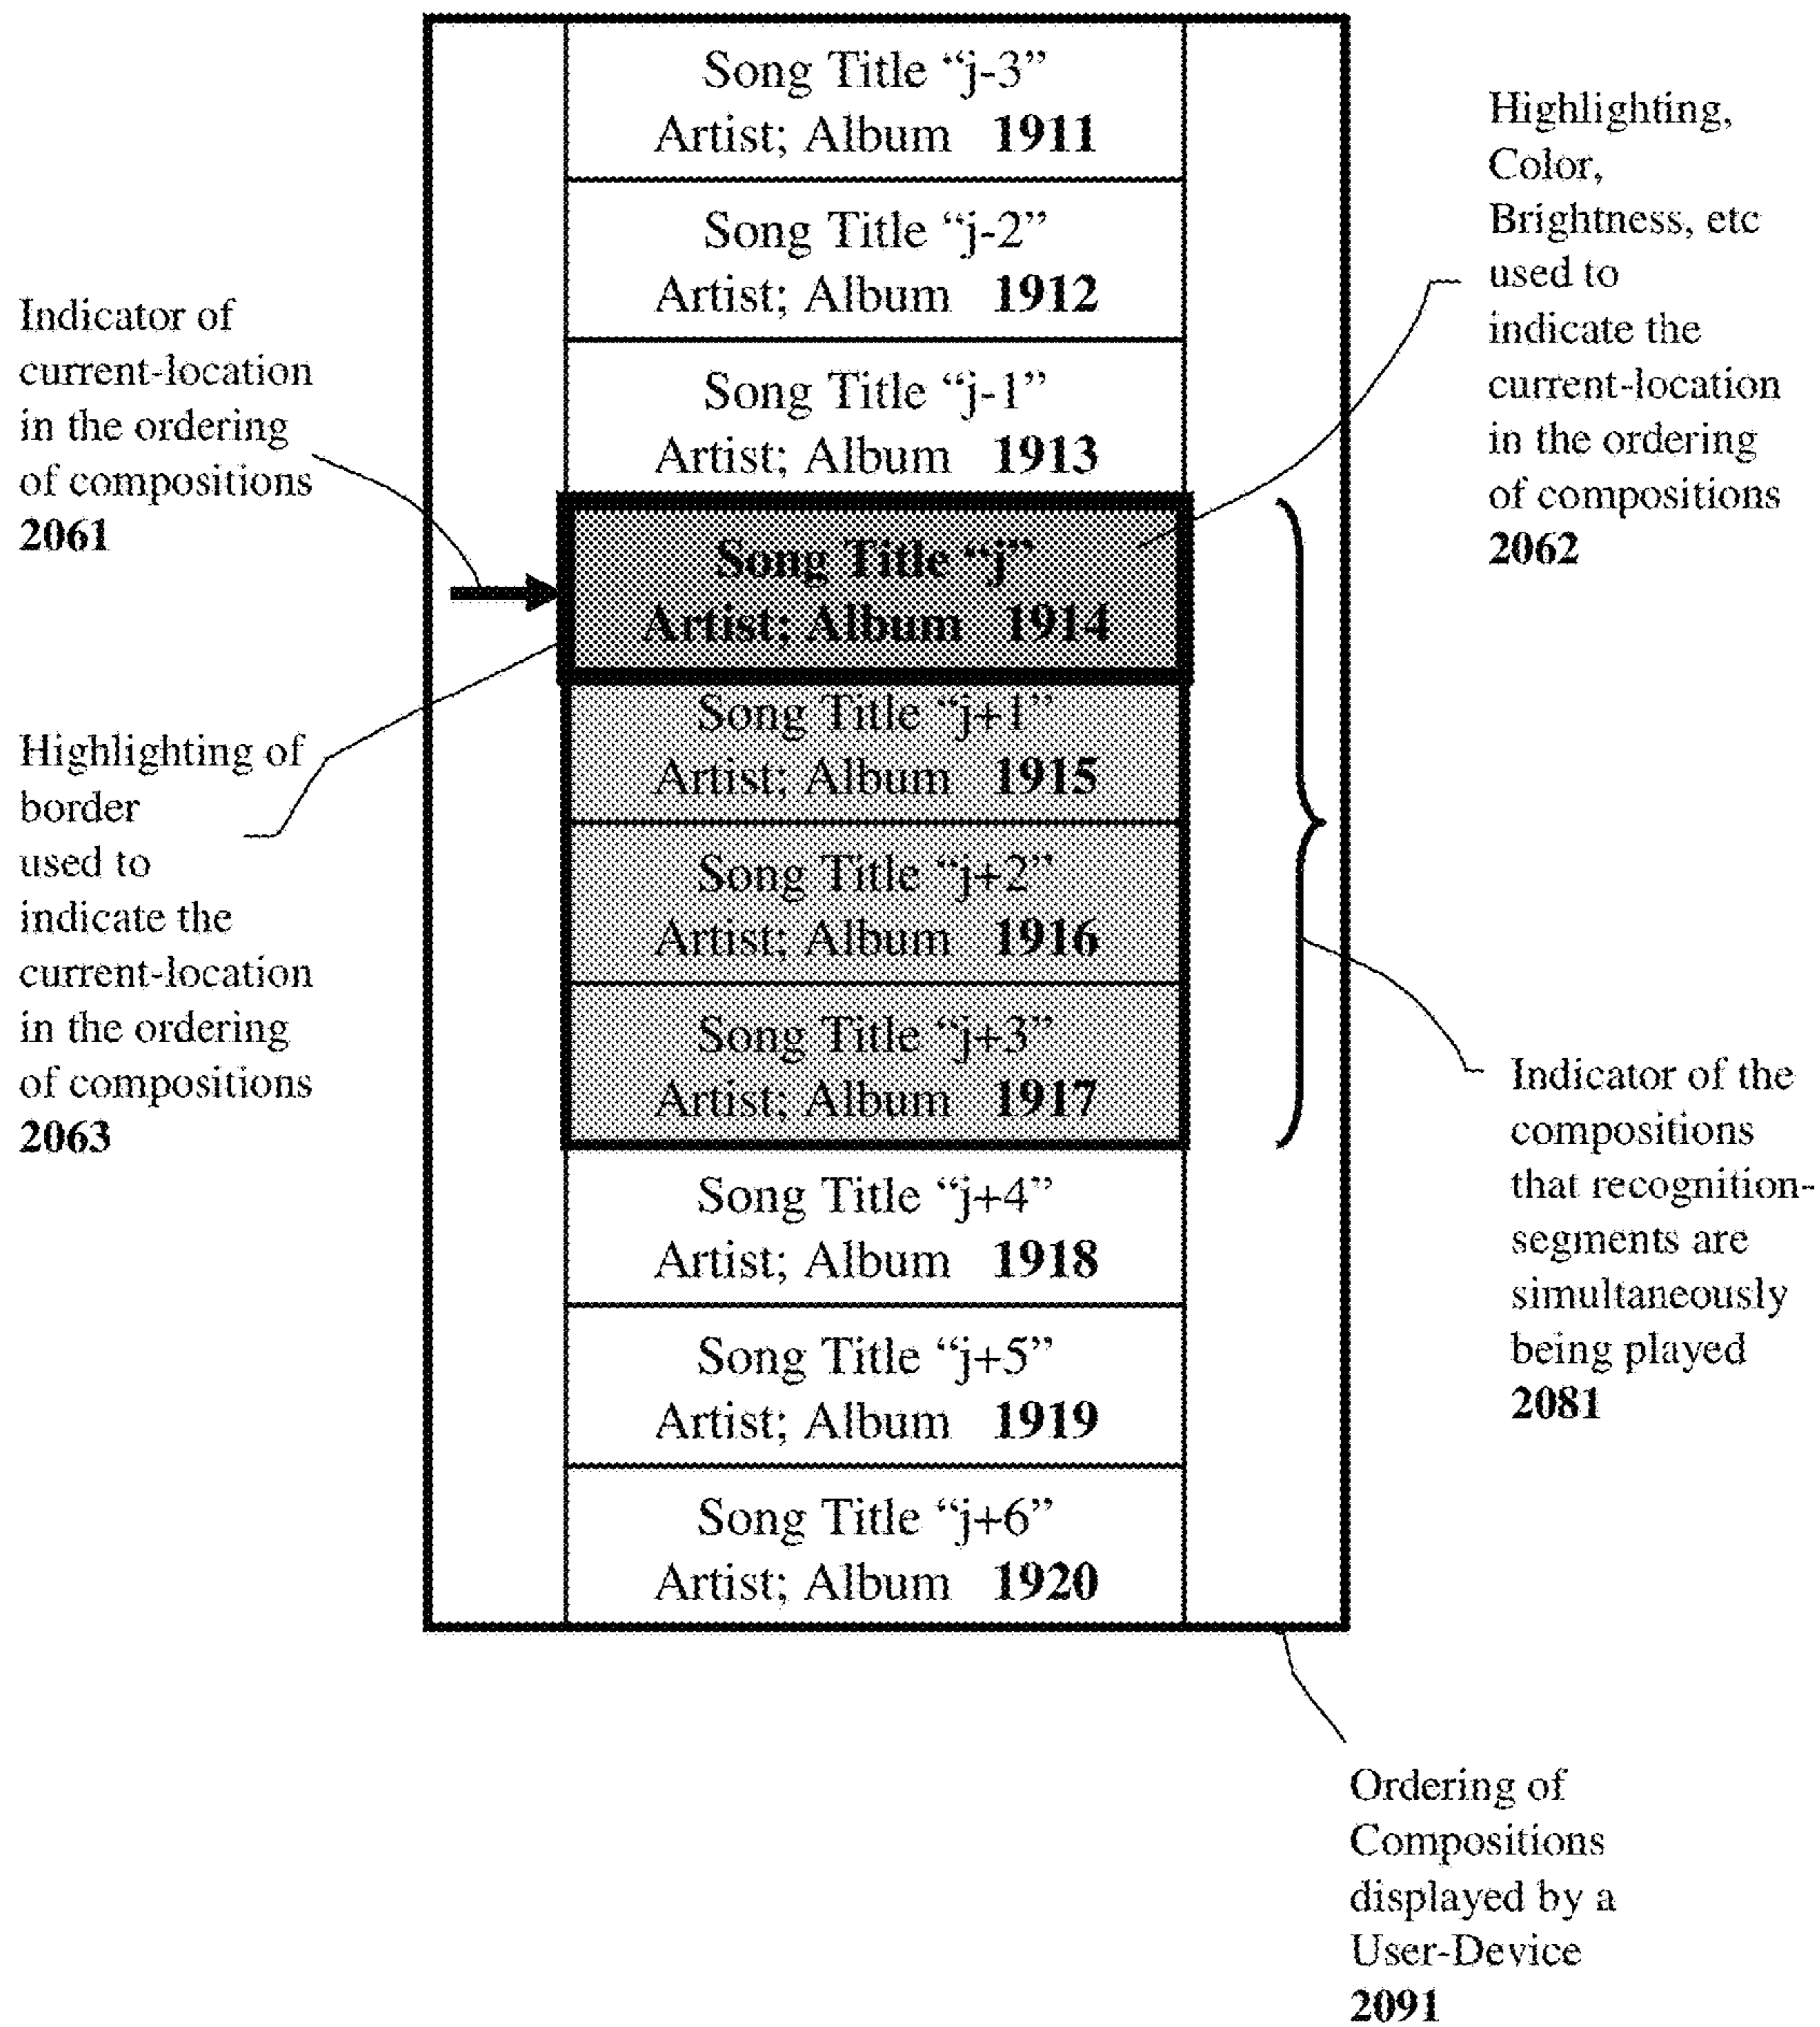 Song Title “j-3”
Artist; Album 1911
Song Title “j-2”
Artist; Album 1912
Song Title “j-1”
Artist; Album 1913
Song Title “j”
Artist; Album 1914
Song Title “j+1”
Artist; Album 1915
Song Title “j+2”
Artist; Album 1916
Song Title “j+3”
Artist; Album 1917
Song Title “j+4”
Artist; Album 1918
Song Title “j+5”
Artist; Album 1919
Song Title “j+6”
Artist; Album 1920
Indicator of
current-location
in the ordering
of compositions
2061
Highlighting of
border
used to
indicate the
current-location
in the ordering
of compositions
2063
Highlighting,
Color,
Brightness, etc
used to
indicate the
current-location
in the ordering
of compositions
2062
Indicator of the
compositions
that recognition-
segments are
simultaneously
being played
2081
Ordering of
Compositions
displayed by a
User-Device
2091